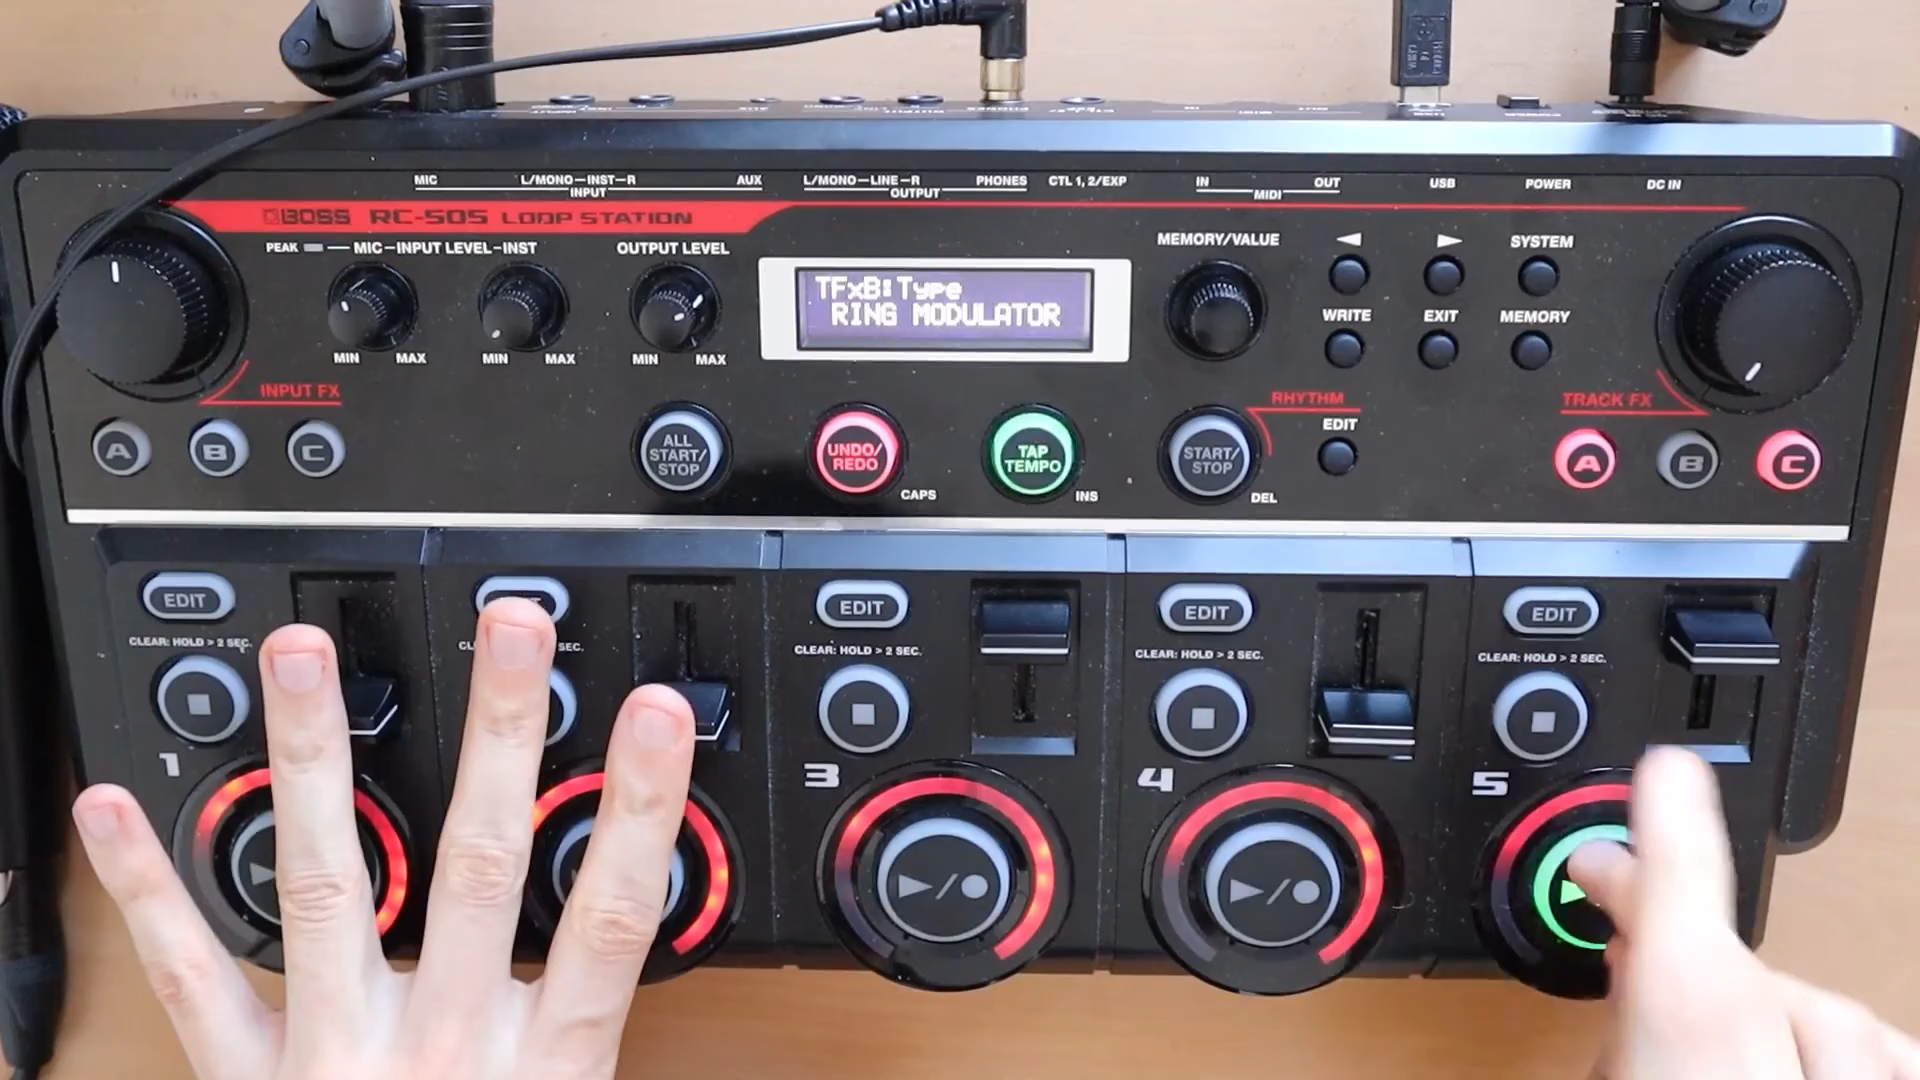 MIC
L/MONO—INST—R
INPUT
AUX
L/MONO—LINE—R
OUTPUT
PHONES
CTL 1, 2/EXP
IN
OUT
MIDI
USB
POWER
DC IN
BOSS RC-505 LOOP STATION
PEAK
MIC—INPUT LEVEL—INST
OUTPUT LEVEL
MIN MAX
MIN MAX
MIN MAX
TFxB:Type
RING MODULATOR
MEMORY/VALUE
SYSTEM
WRITE
EXIT
MEMORY
INPUT FX
A B C
ALL
START/
STOP
UNDO/
REDO
CAPS
TAP
TEMPO
INS
RHYTHM
EDIT
START/
STOP
DEL
TRACK FX
A B C
EDIT
CLEAR: HOLD > 2 SEC.
1
SEC.
EDIT
CLEAR: HOLD > 2 SEC.
3
EDIT
CLEAR: HOLD > 2 SEC.
4
EDIT
CLEAR: HOLD > 2 SEC.
5